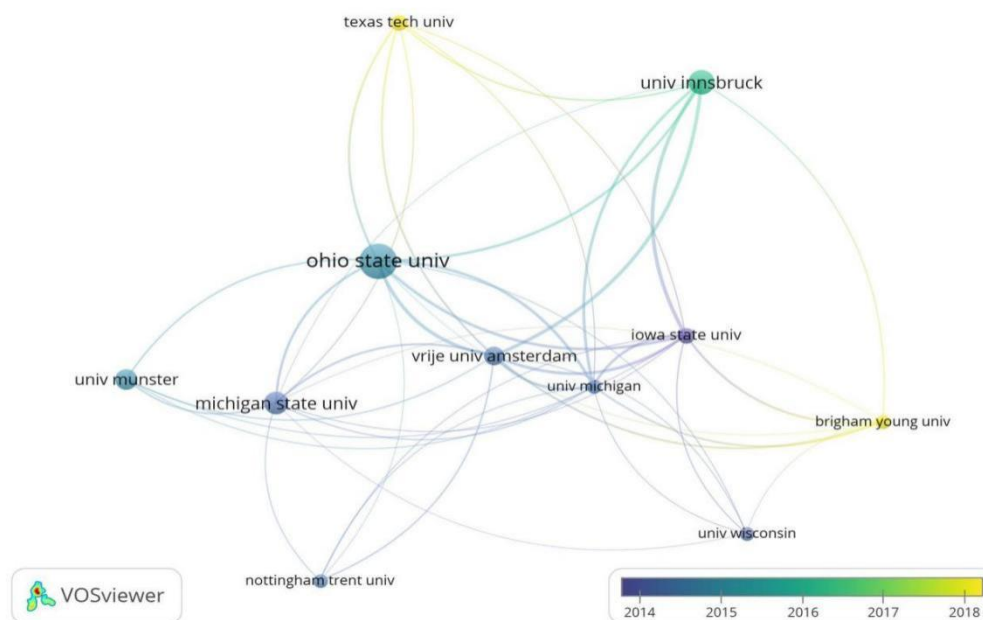 texas tech univ
univ innsbruck
ohio state univ
iowa state univ
vrije univ amsterdam
univ munster
univ michigan
michigan state univ
brigham young univ
univ wisconsin
nottingham trent univ
VOSviewer
2014 2015 2016 2017 2018